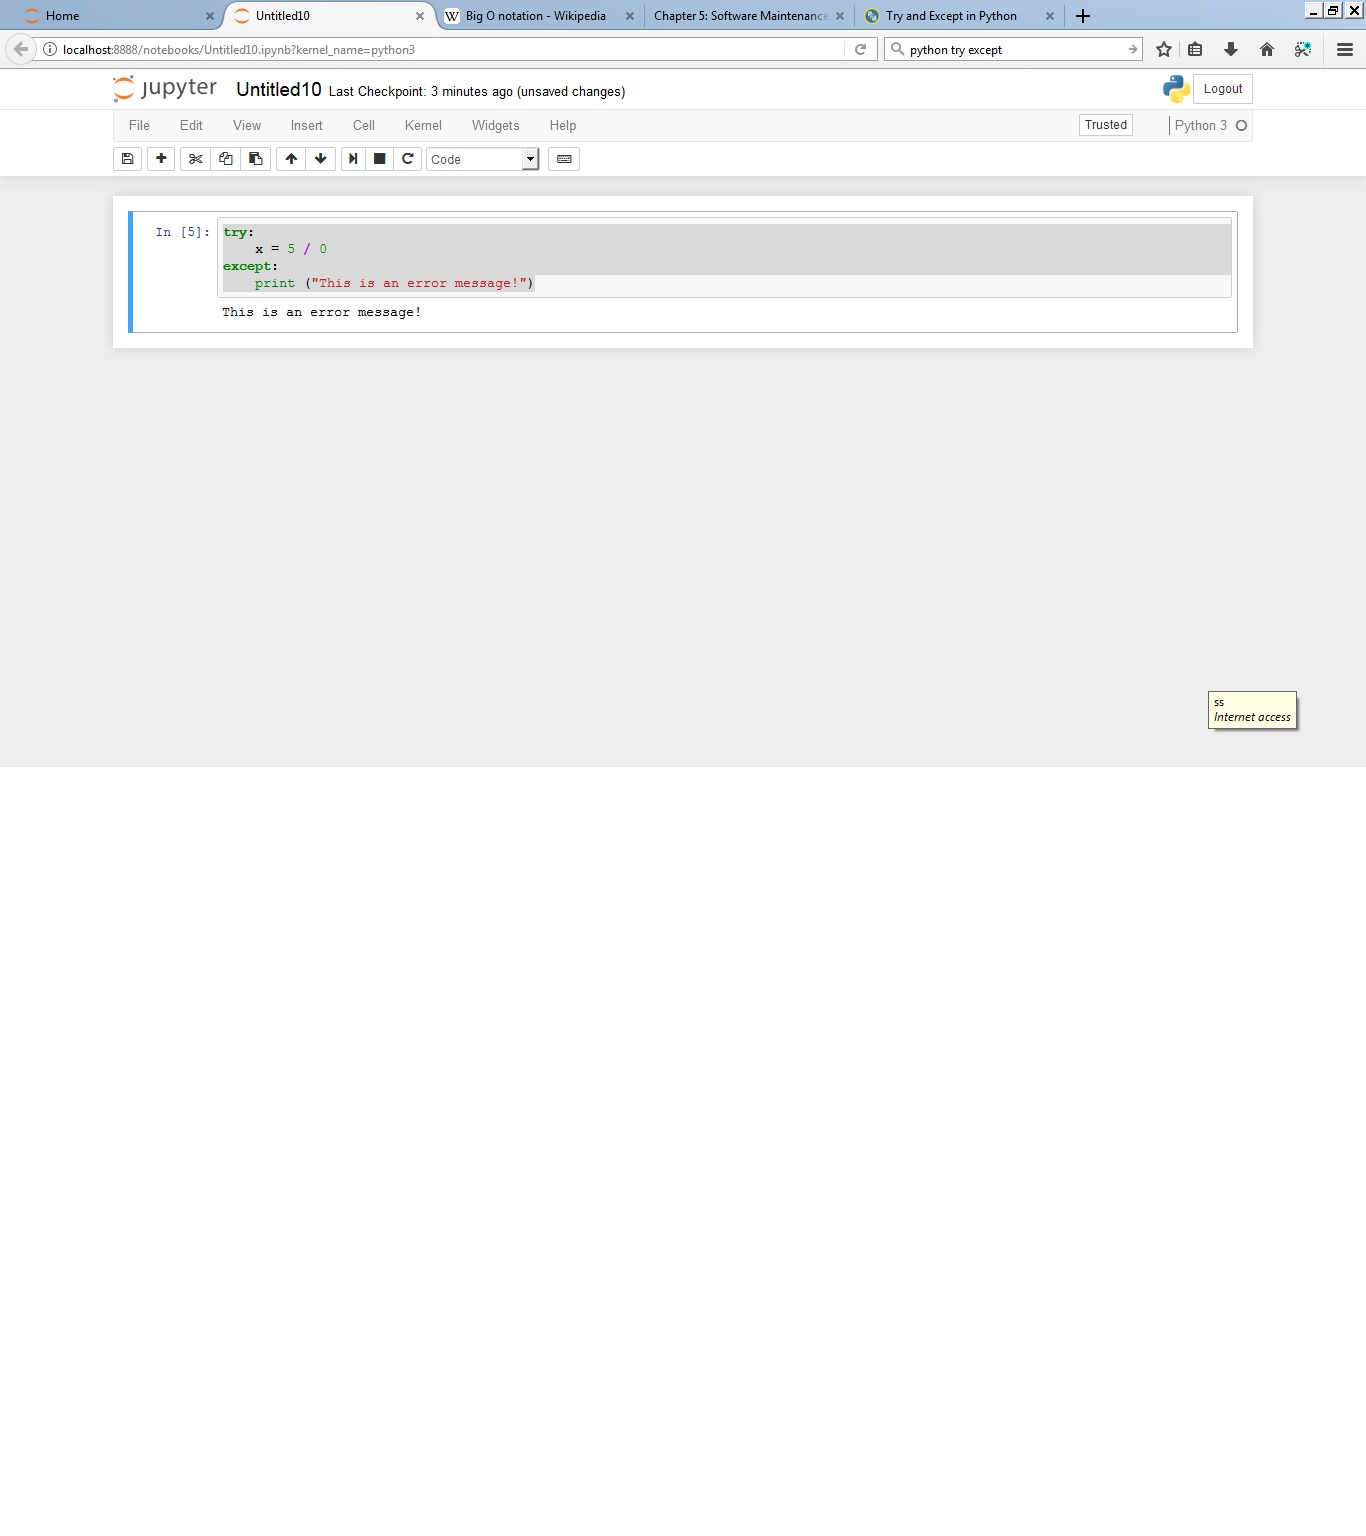 Home
Untitled10
Big O notation - Wikipedia
Chapter 5: Software Maintenance
Try and Except in Python
localhost:8888/notebooks/Untitled10.ipynb?kernel_name=python3
python try except
jupyter Untitled10 Last Checkpoint: 3 minutes ago (unsaved changes)
Logout
File Edit View Insert Cell Kernel Widgets Help
Trusted
Python 3
Code
In [5]: try:
    x = 5 / 0
except:
    print ("This is an error message!")
This is an error message!
ss
Internet access